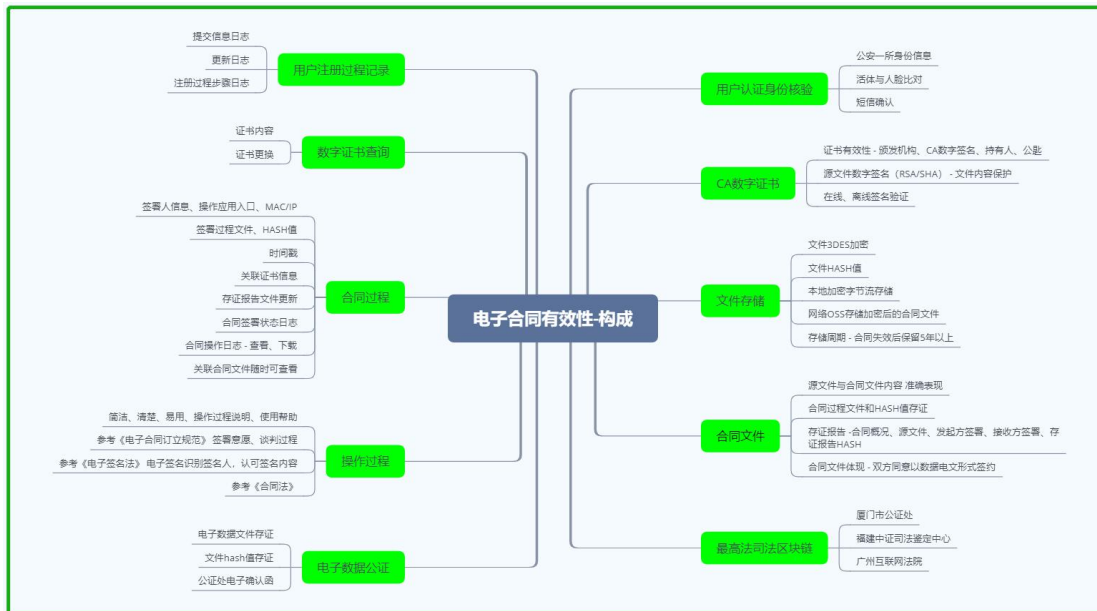 电子合同有效性-构成
用户注册过程记录
提交信息日志
更新日志
注册过程步骤日志
数字证书查询
证书内容
证书更换
合同过程
签署人信息、操作应用入口、MAC/IP
签署过程文件、HASH值
时间戳
关联证书信息
存证报告文件更新
合同签署状态日志
合同操作日志 - 查看、下载
关联合同文件随时可查看
操作过程
简洁、清楚、易用、操作过程说明、使用帮助
参考《电子合同订立规范》 签署意愿、谈判过程
参考《电子签名法》 电子签名识别签名人，认可签名内容
参考《合同法》
电子数据公证
电子数据文件存证
文件hash值存证
公证处电子确认函
用户认证身份核验
公安一所身份信息
活体与人脸比对
短信确认
CA数字证书
证书有效性 - 颁发机构、CA数字签名、持有人、公匙
源文件数字签名（RSA/SHA） - 文件内容保护
在线、离线签名验证
文件存储
文件3DES加密
文件HASH值
本地加密字节流存储
网络OSS存储加密后的合同文件
存储周期 - 合同失效后保留5年以上
合同文件
源文件与合同文件内容 准确表现
合同过程文件和HASH值存证
存证报告 -合同概况、源文件、发起方签署、接收方签署、存
证报告HASH
合同文件体现 - 双方同意以数据电文形式签约
最高法司法区块链
厦门市公证处
福建中证司法鉴定中心
广州互联网法院